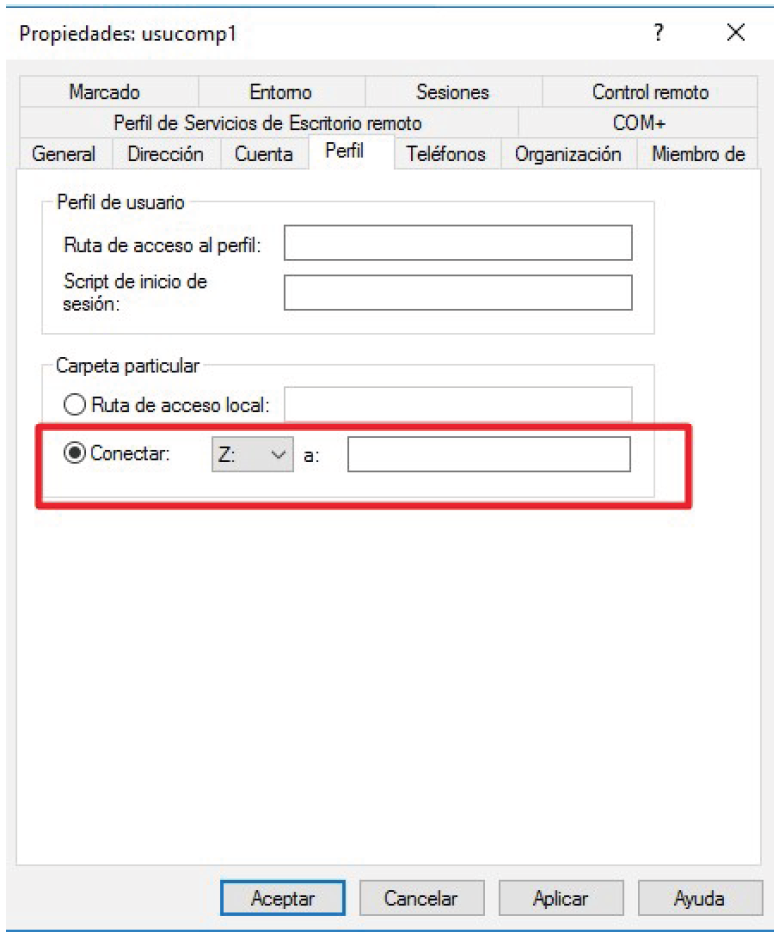 Propiedades: usucomp1 ? ×
Marcado Entorno Sesiones Control remoto
Perfil de Servicios de Escritorio remoto COM+
General Dirección Cuenta Perfil Teléfonos Organización Miembro de
Perfil de usuario
Ruta de acceso al perfil:
Script de inicio de
sesión:
Carpeta particular
Ruta de acceso local:
Conectar: Z: a:
Aceptar Cancelar Aplicar Ayuda